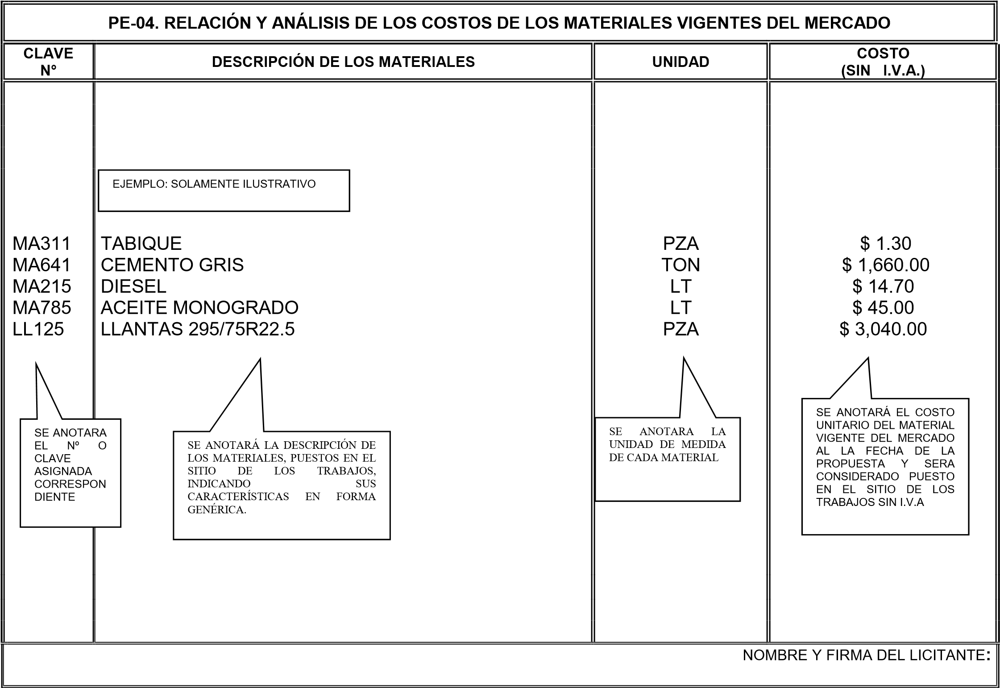 PE-04. RELACIÓN Y ANÁLISIS DE LOS COSTOS DE LOS MATERIALES VIGENTES DEL MERCADO
CLAVE
N°
DESCRIPCIÓN DE LOS MATERIALES
UNIDAD
COSTO
(SIN I.V.A.)
EJEMPLO: SOLAMENTE ILUSTRATIVO
MA311 TABIQUE PZA $ 1.30
MA641 CEMENTO GRIS TON $ 1,660.00
MA215 DIESEL LT $ 14.70
MA785 ACEITE MONOGRADO LT $ 45.00
LL125 LLANTAS 295/75R22.5 PZA $ 3,040.00
SE ANOTARA
EL Nº O
CLAVE
ASIGNADA
CORRESPON
DIENTE
SE ANOTARÁ LA DESCRIPCIÓN DE
LOS MATERIALES, PUESTOS EN EL
SITIO DE LOS TRABAJOS,
INDICANDO SUS
CARACTERÍSTICAS EN FORMA
GENÉRICA.
SE ANOTARA LA
UNIDAD DE MEDIDA
DE CADA MATERIAL
SE ANOTARÁ EL COSTO
UNITARIO DEL MATERIAL
VIGENTE DEL MERCADO
AL LA FECHA DE LA
PROPUESTA Y SERA
CONSIDERADO PUESTO
EN EL SITIO DE LOS
TRABAJOS SIN I.V.A
NOMBRE Y FIRMA DEL LICITANTE: